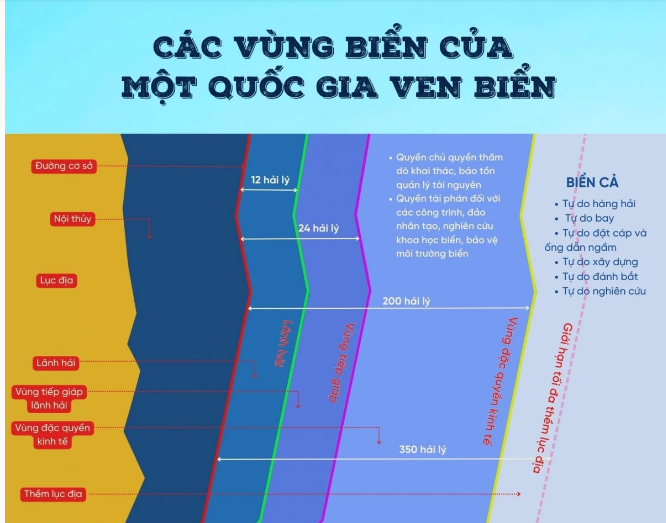 CÁC VÙNG BIỂN CỦA
MỘT QUỐC GIA VEN BIỂN
Đường cơ sở
12 hải lý
Nội thủy
24 hải lý
Lục địa
200 hải lý
• Quyền chủ quyền thăm
dò khai thác, bảo tồn
quản lý tài nguyên
• Quyền tài phán đối với
các công trình, đảo
nhân tạo, nghiên cứu
khoa học biển, bảo vệ
môi trường biển
BIỂN CẢ
• Tự do hàng hải
• Tự do bay
• Tự do đặt cáp và
ống dẫn ngầm
• Tự do xây dựng
• Tự do đánh bắt
• Tự do nghiên cứu
Lãnh hải
Vùng tiếp giáp
Vùng đặc quyền kinh tế
Giới hạn tối đa thềm lục địa
Lãnh hải
Vùng tiếp giáp
lãnh hải
Vùng đặc quyền
kinh tế
350 hải lý
Thềm lục địa